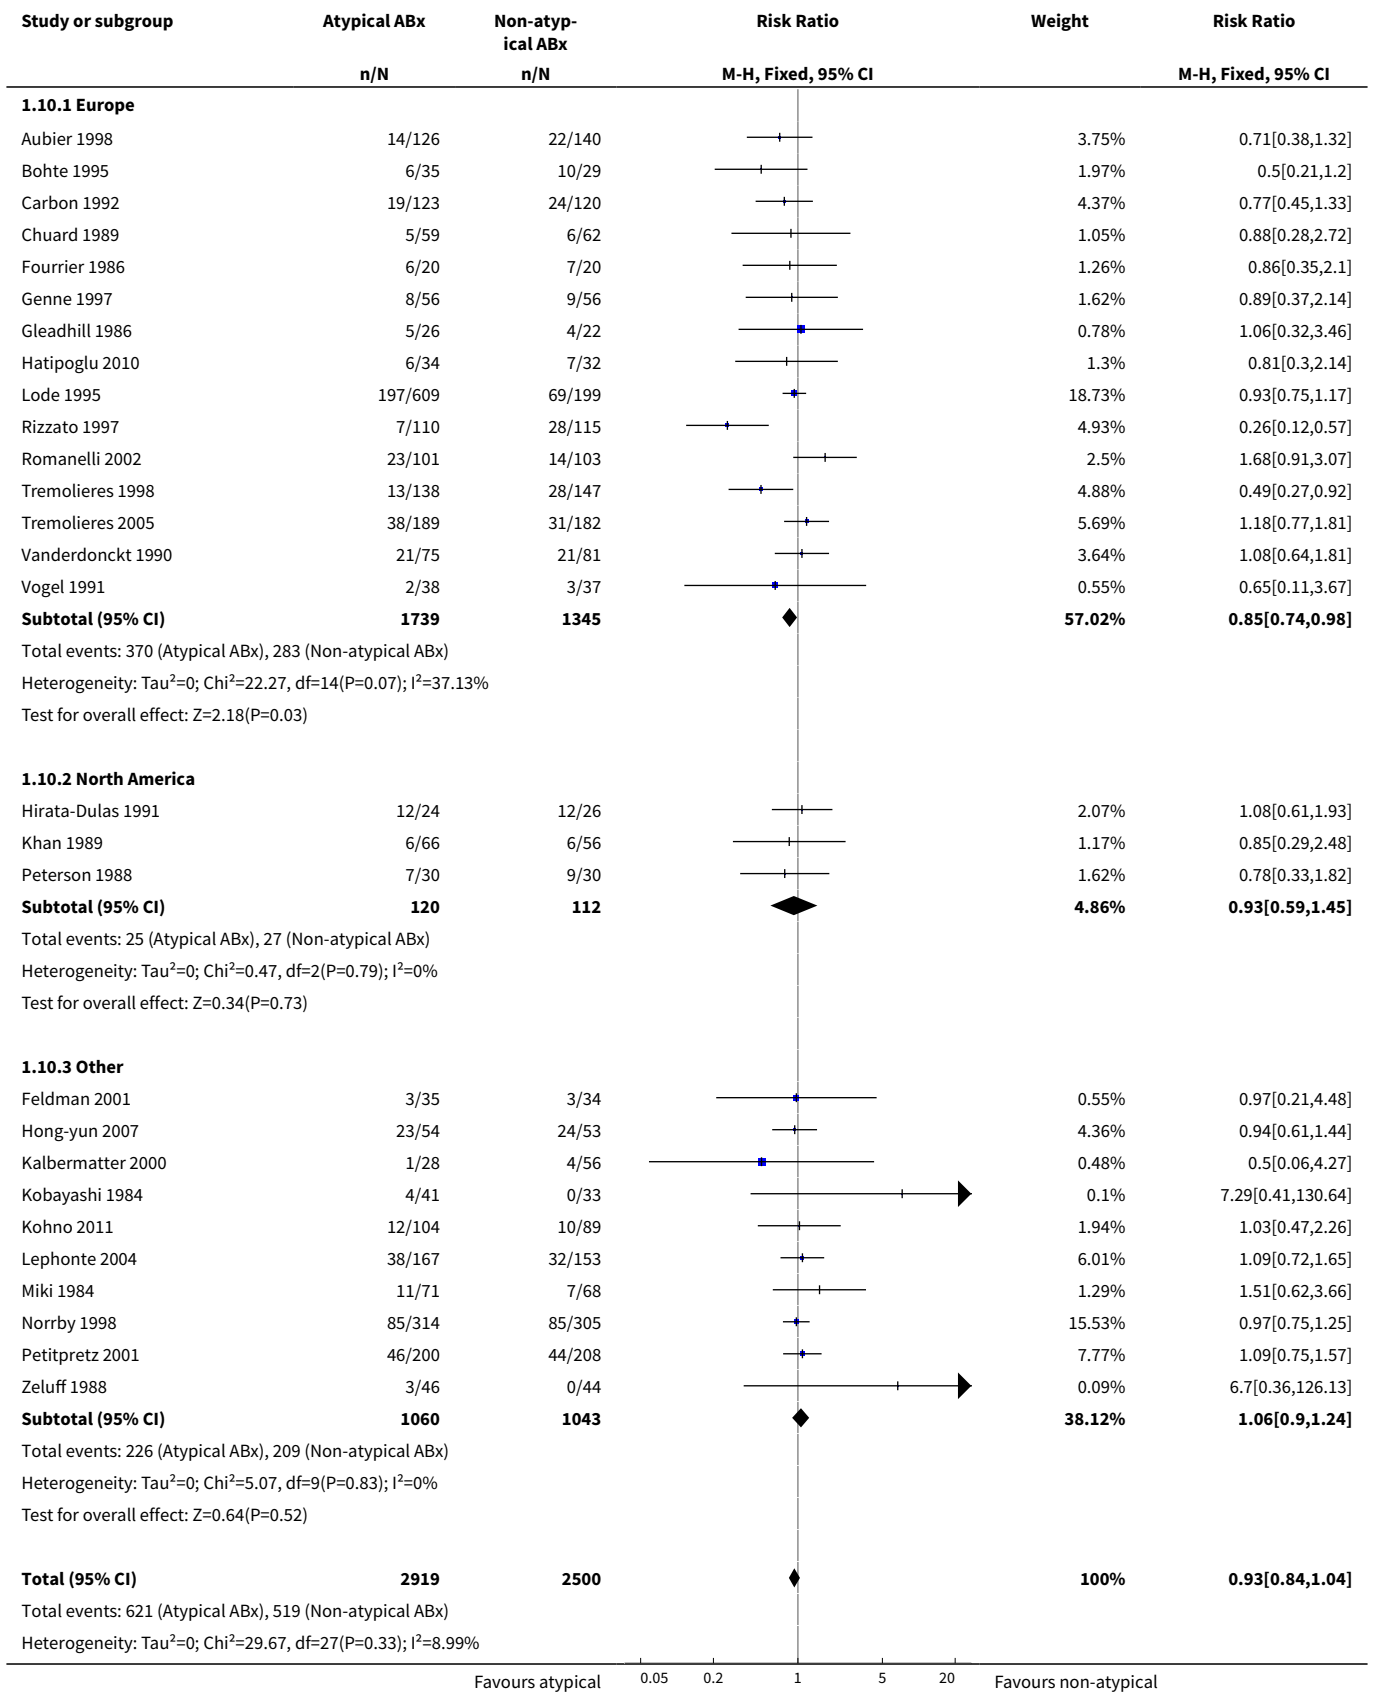 Study or subgroup Atypical ABx Non-atyp- Risk Ratio Weight Risk Ratio
ical ABx
n/N n/N M-H, Fixed, 95% CI M-H, Fixed, 95% CI
1.10.1 Europe
Aubier 1998 14/126 22/140 3.75% 0.71[0.38,1.32]
Bohte 1995 6/35 10/29 1.97% 0.5[0.21,1.2]
Carbon 1992 19/123 24/120 4.37% 0.77[0.45,1.33]
Chuard 1989 5/59 6/62 1.05% 0.88[0.28,2.72]
Fourrier 1986 6/20 7/20 1.26% 0.86[0.35,2.1]
Genne 1997 8/56 9/56 1.62% 0.89[0.37,2.14]
Gleadhill 1986 5/26 4/22 0.78% 1.06[0.32,3.46]
Hatipoglu 2010 6/34 7/32 1.3% 0.81[0.3,2.14]
Lode 1995 197/609 69/199 18.73% 0.93[0.75,1.17]
Rizzato 1997 7/110 28/115 4.93% 0.26[0.12,0.57]
Romanelli 2002 23/101 14/103 2.5% 1.68[0.91,3.07]
Tremolieres 1998 13/138 28/147 4.88% 0.49[0.27,0.92]
Tremolieres 2005 38/189 31/182 5.69% 1.18[0.77,1.81]
Vanderdonckt 1990 21/75 21/81 3.64% 1.08[0.64,1.81]
Vogel 1991 2/38 3/37 0.55% 0.65[0.11,3.67]
Subtotal (95% CI) 1739 1345 57.02% 0.85[0.74,0.98]
Total events: 370 (Atypical ABx), 283 (Non-atypical ABx)
Heterogeneity: Tau²=0; Chi²=22.27, df=14(P=0.07); I²=37.13%
Test for overall effect: Z=2.18(P=0.03)
1.10.2 North America
Hirata-Dulas 1991 12/24 12/26 2.07% 1.08[0.61,1.93]
Khan 1989 6/66 6/56 1.17% 0.85[0.29,2.48]
Peterson 1988 7/30 9/30 1.62% 0.78[0.33,1.82]
Subtotal (95% CI) 120 112 4.86% 0.93[0.59,1.45]
Total events: 25 (Atypical ABx), 27 (Non-atypical ABx)
Heterogeneity: Tau²=0; Chi²=0.47, df=2(P=0.79); I²=0%
Test for overall effect: Z=0.34(P=0.73)
1.10.3 Other
Feldman 2001 3/35 3/34 0.55% 0.97[0.21,4.48]
Hong-yun 2007 23/54 24/53 4.36% 0.94[0.61,1.44]
Kalbermatter 2000 1/28 4/56 0.48% 0.5[0.06,4.27]
Kobayashi 1984 4/41 0/33 0.1% 7.29[0.41,130.64]
Kohno 2011 12/104 10/89 1.94% 1.03[0.47,2.26]
Lephonte 2004 38/167 32/153 6.01% 1.09[0.72,1.65]
Miki 1984 11/71 7/68 1.29% 1.51[0.62,3.66]
Norrby 1998 85/314 85/305 15.53% 0.97[0.75,1.25]
Petitpretz 2001 46/200 44/208 7.77% 1.09[0.75,1.57]
Zeluff 1988 3/46 0/44 0.09% 6.7[0.36,126.13]
Subtotal (95% CI) 1060 1043 38.12% 1.06[0.9,1.24]
Total events: 226 (Atypical ABx), 209 (Non-atypical ABx)
Heterogeneity: Tau²=0; Chi²=5.07, df=9(P=0.83); I²=0%
Test for overall effect: Z=0.64(P=0.52)
Total (95% CI) 2919 2500 100% 0.93[0.84,1.04]
Total events: 621 (Atypical ABx), 519 (Non-atypical ABx)
Heterogeneity: Tau²=0; Chi²=29.67, df=27(P=0.33); I²=8.99%
Favours atypical 0.05 0.2 1 5 20 Favours non-atypical